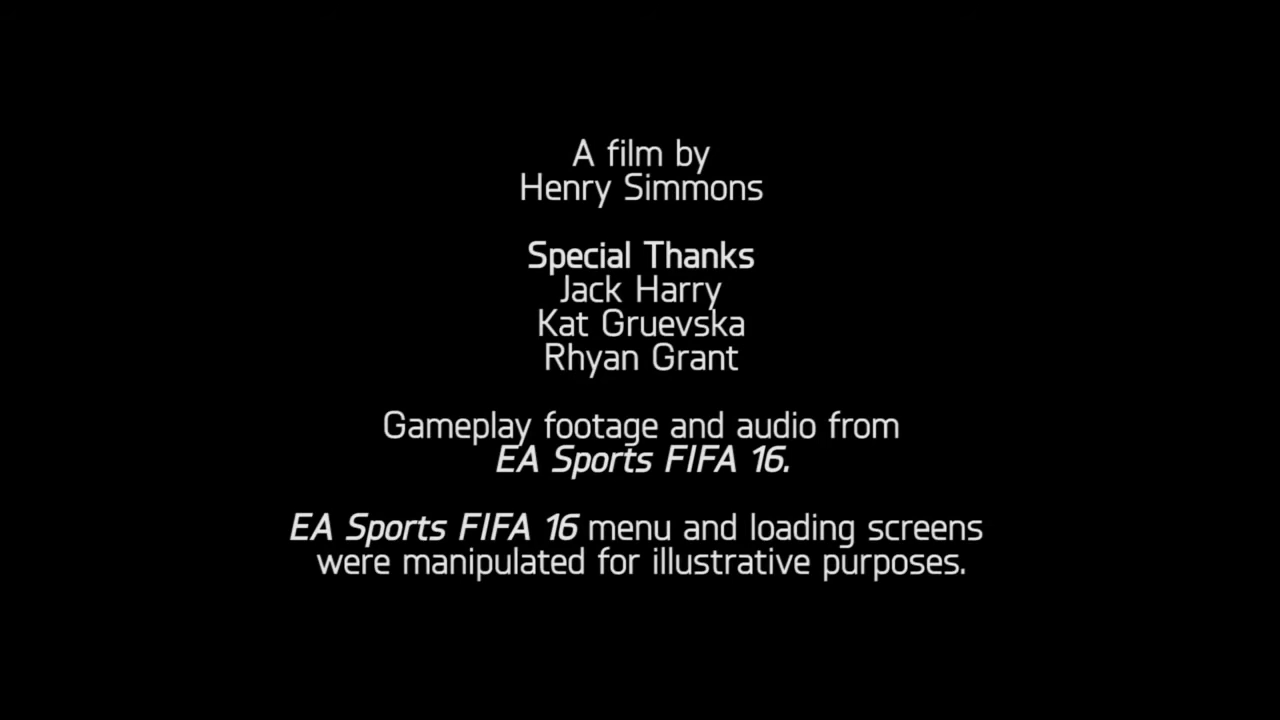 A film by
Henry Simmons
Special Thanks
Jack Harry
Kat Gruevska
Rhyan Grant
Gameplay footage and audio from
EA Sports FIFA 16.
EA Sports FIFA 16 menu and loading screens
were manipulated for illustrative purposes.